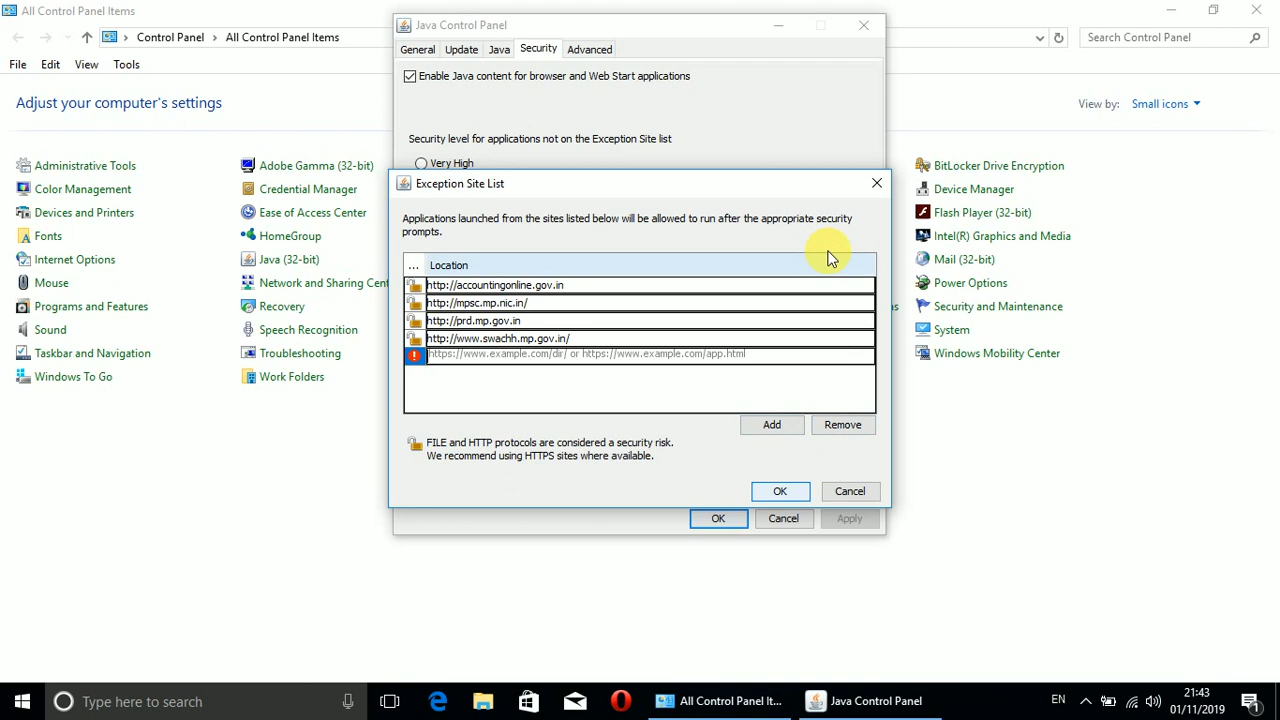 All Control Panel Items
Control Panel
All Control Panel Items
Search Control Panel
File Edit View Tools
Adjust your computer's settings
View by: Small icons
Administrative Tools
Color Management
Devices and Printers
Fonts
Internet Options
Mouse
Programs and Features
Sound
Taskbar and Navigation
Windows To Go
Adobe Gamma (32-bit)
Credential Manager
Ease of Access Center
HomeGroup
Java (32-bit)
Network and Sharing Cent
Recovery
Speech Recognition
Troubleshooting
Work Folders
BitLocker Drive Encryption
Device Manager
Flash Player (32-bit)
Intel(R) Graphics and Media
Mail (32-bit)
Power Options
Security and Maintenance
System
Windows Mobility Center
Java Control Panel
General Update Java Security Advanced
Enable Java content for browser and Web Start applications
Security level for applications not on the Exception Site list
Very High
Exception Site List
Applications launched from the sites listed below will be allowed to run after the appropriate security
prompts.
... Location
http://accountingonline.gov.in
http://mpsc.mp.nic.in/
http://prd.mp.gov.in
http://www.swachh.mp.gov.in/
https://www.example.com/dir/ or https://www.example.com/app.html
Add Remove
FILE and HTTP protocols are considered a security risk.
We recommend using HTTPS sites where available.
OK Cancel
OK Cancel Apply
Type here to search
All Control Panel It...
Java Control Panel
EN
21:43
01/11/2019
1